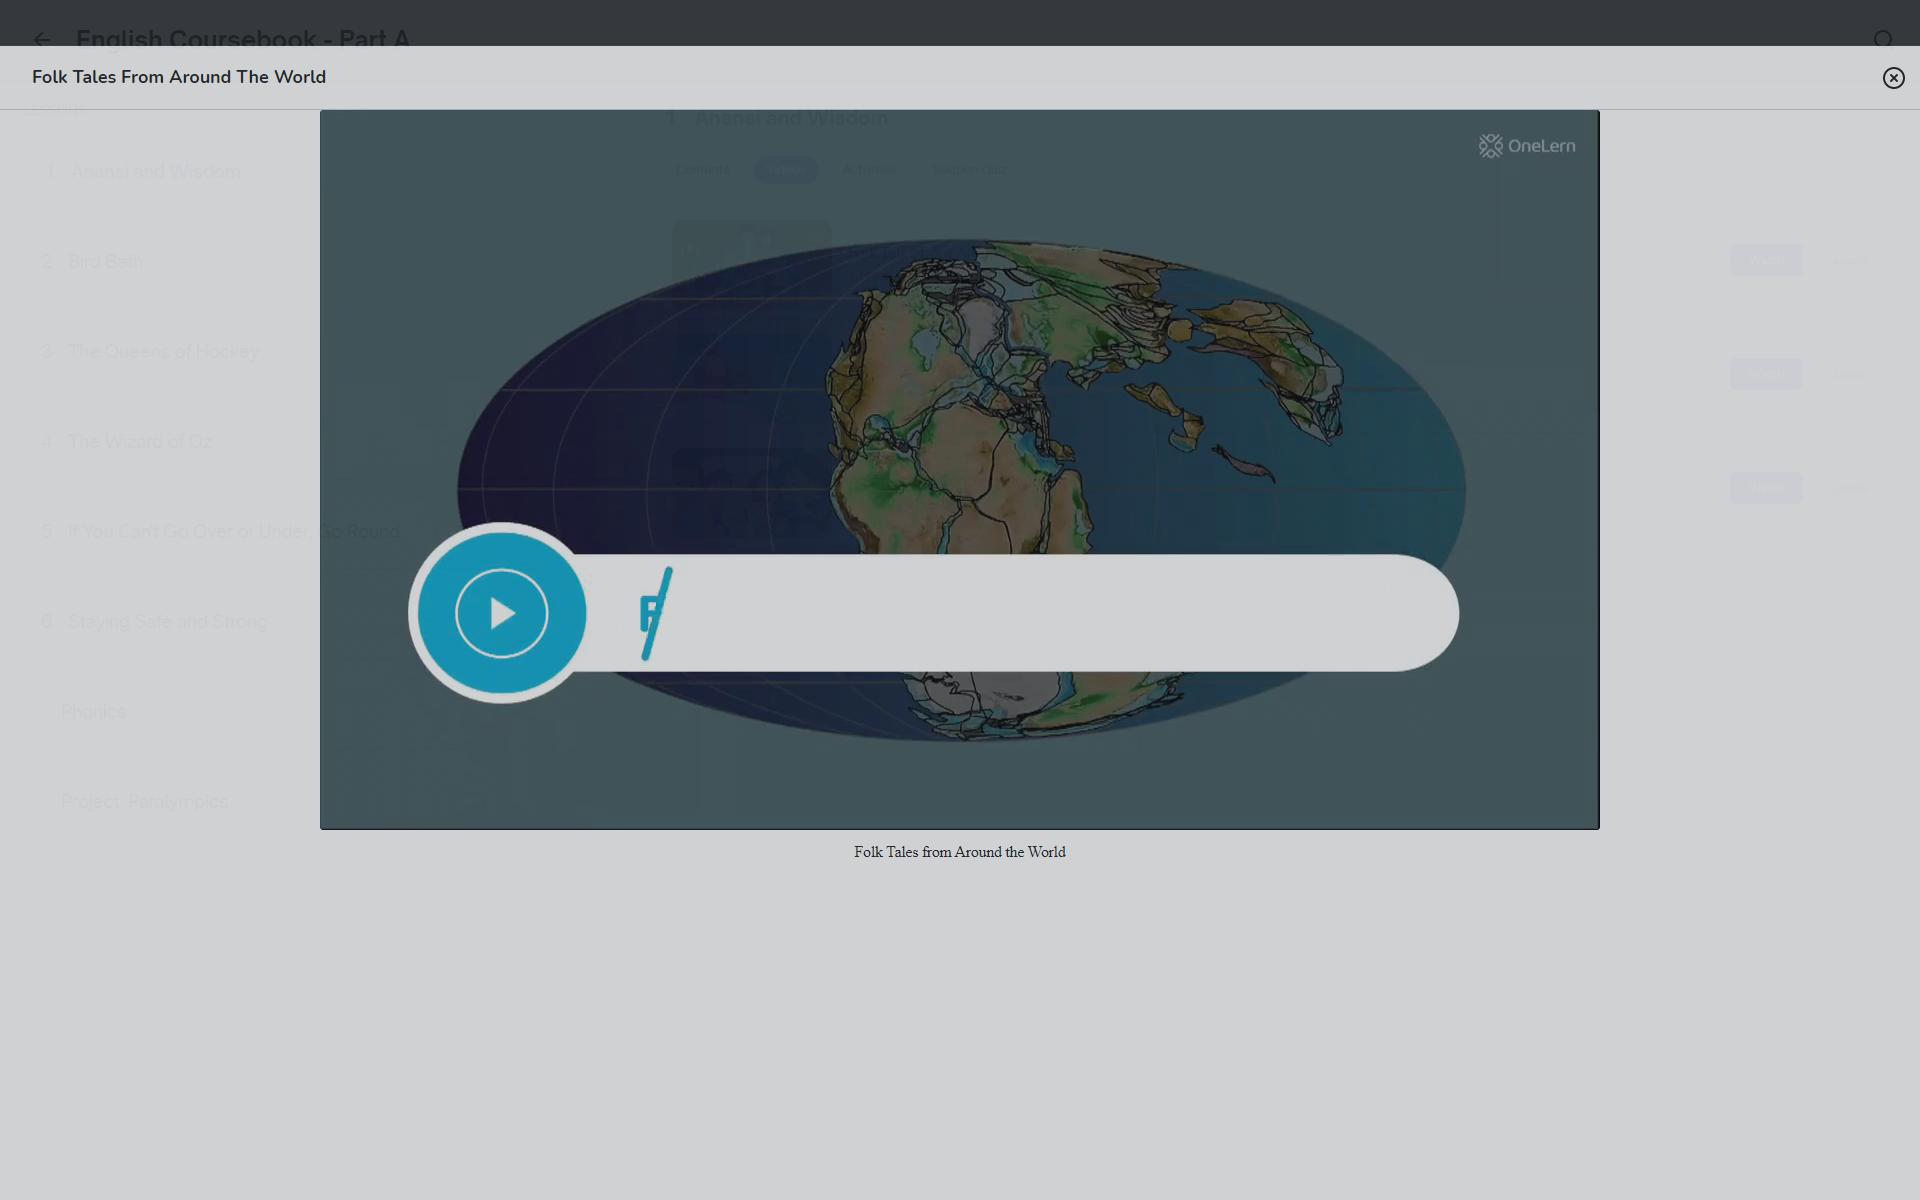 English Coursebook - Part A
Folk Tales From Around The World
1 Anansi and Wisdom
OneLern
1 Anansi and Wisdom
2 Bird Bath
3 The Queens of Hockey
4 The Wizard of Oz
5 If You Can't Go Over or Under, Go Round
F
6 Staying Safe and Strong
Phonics
Project: Paralympics
Folk Tales from Around the World